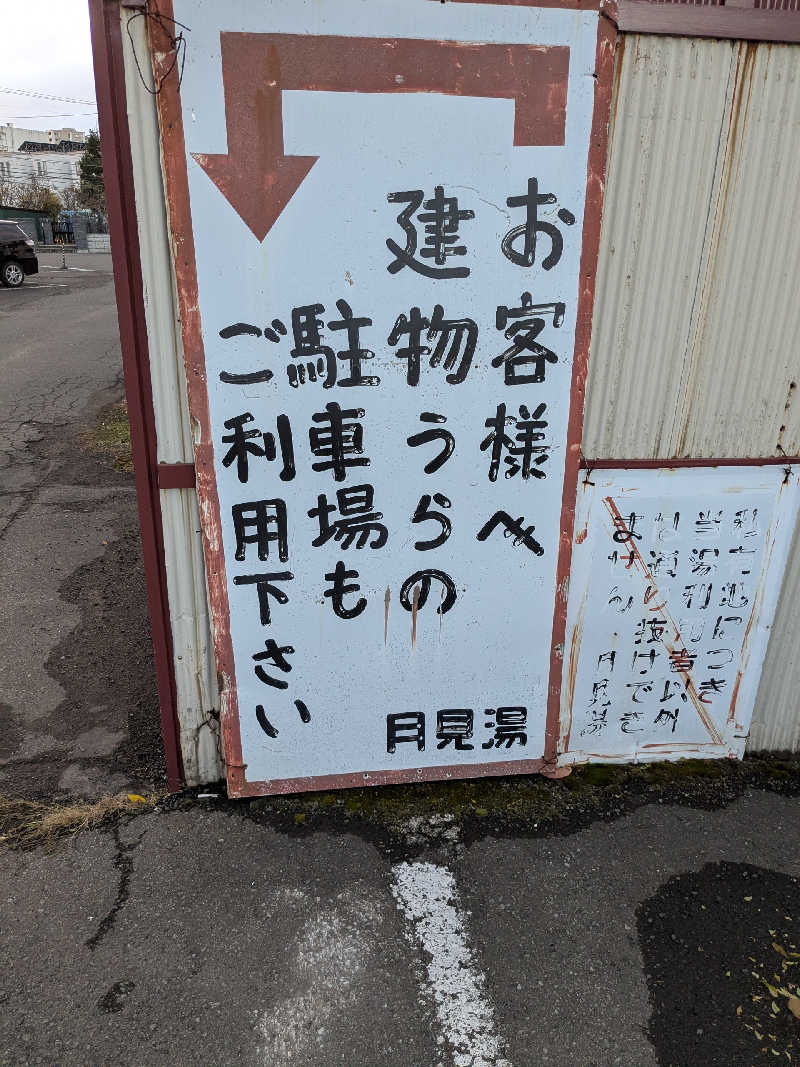 お客様へ
建物うらの
駐車場も
ご利用下さい
月見湯
私有地につき
当湯利用者以外
は通り抜けでき
ません
月見湯